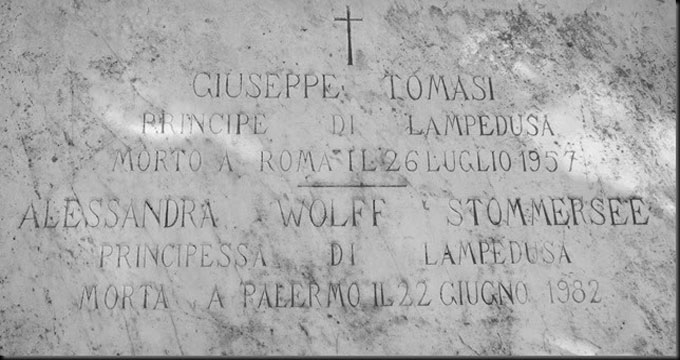 GIUSEPPE TOMASI
PRINCIPE DI LAMPEDUSA
MORTO A ROMA IL 26 LUGLIO 1957
ALESSANDRA WOLFF STOMMERSEE
PRINCIPESSA DI LAMPEDUSA
MORTA A PALERMO IL 22 GIUGNO 1982